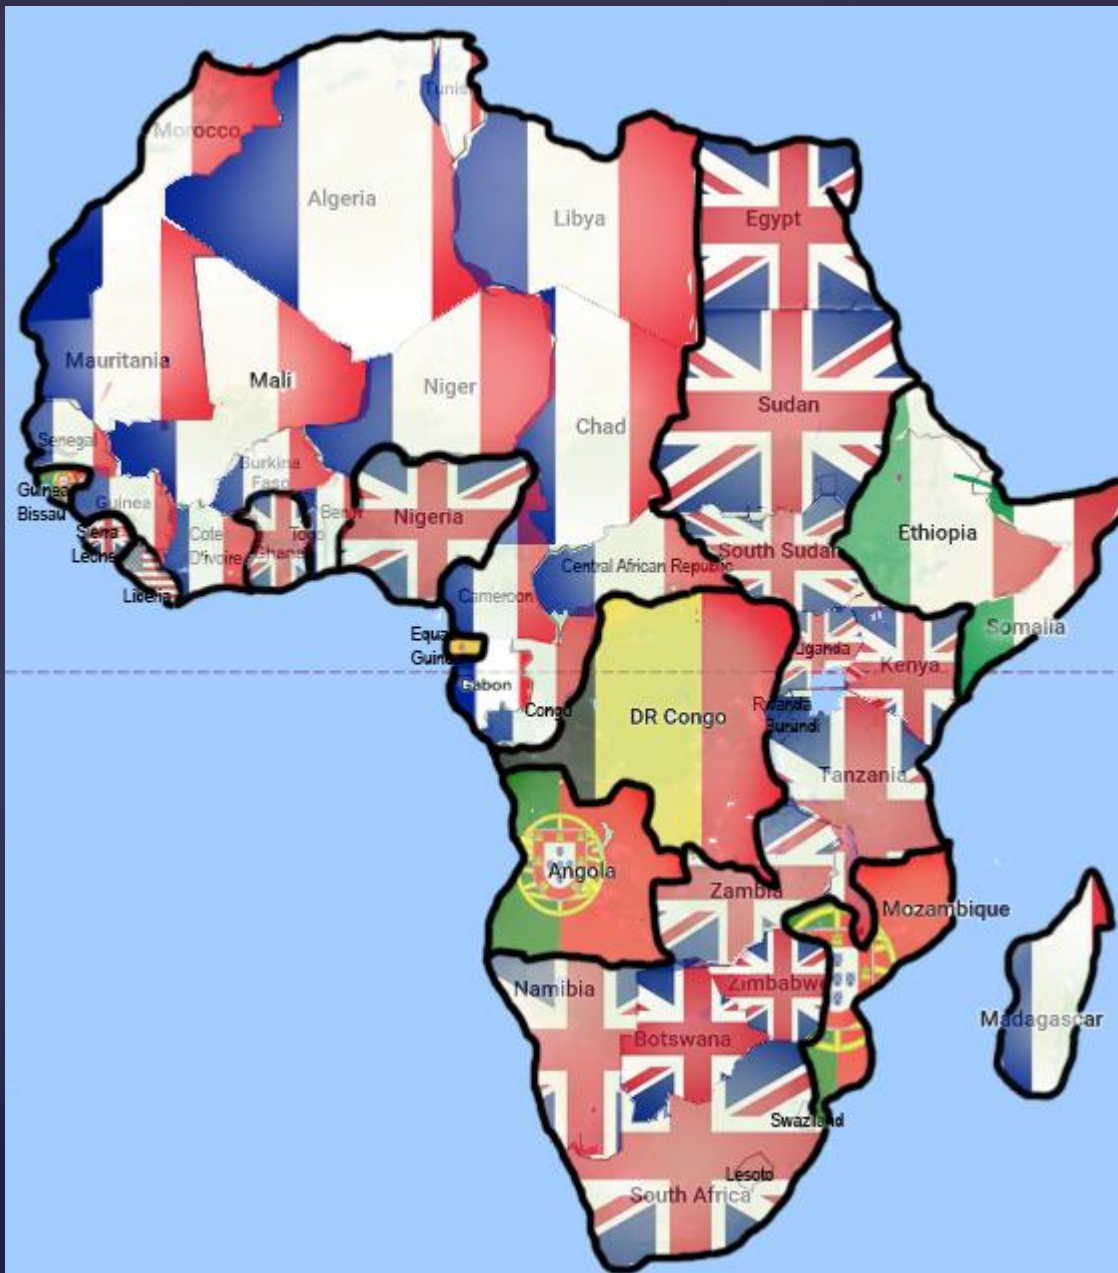 Tunis
Morocco
Algeria
Libya
Egypt
Mauritania
Mali
Niger
Chad
Sudan
Senegal
Burkina
Faso
Guinea
Bissau
Guinea
Sierra
Leone
Liberia
Cote
D'ivoire
Ghana
Togo
Benin
Nigeria
Ethiopia
South Sudan
Central African Republic
Cameroon
Somalia
Equa
Guine
Uganda
Kenya
Gabon
Congo
DR Congo
Rwanda
Burundi
Tanzania
Angola
Zambia
Mozambique
Namibia
Zimbabwe
Madagascar
Botswana
Swaziland
Lesoto
South Africa